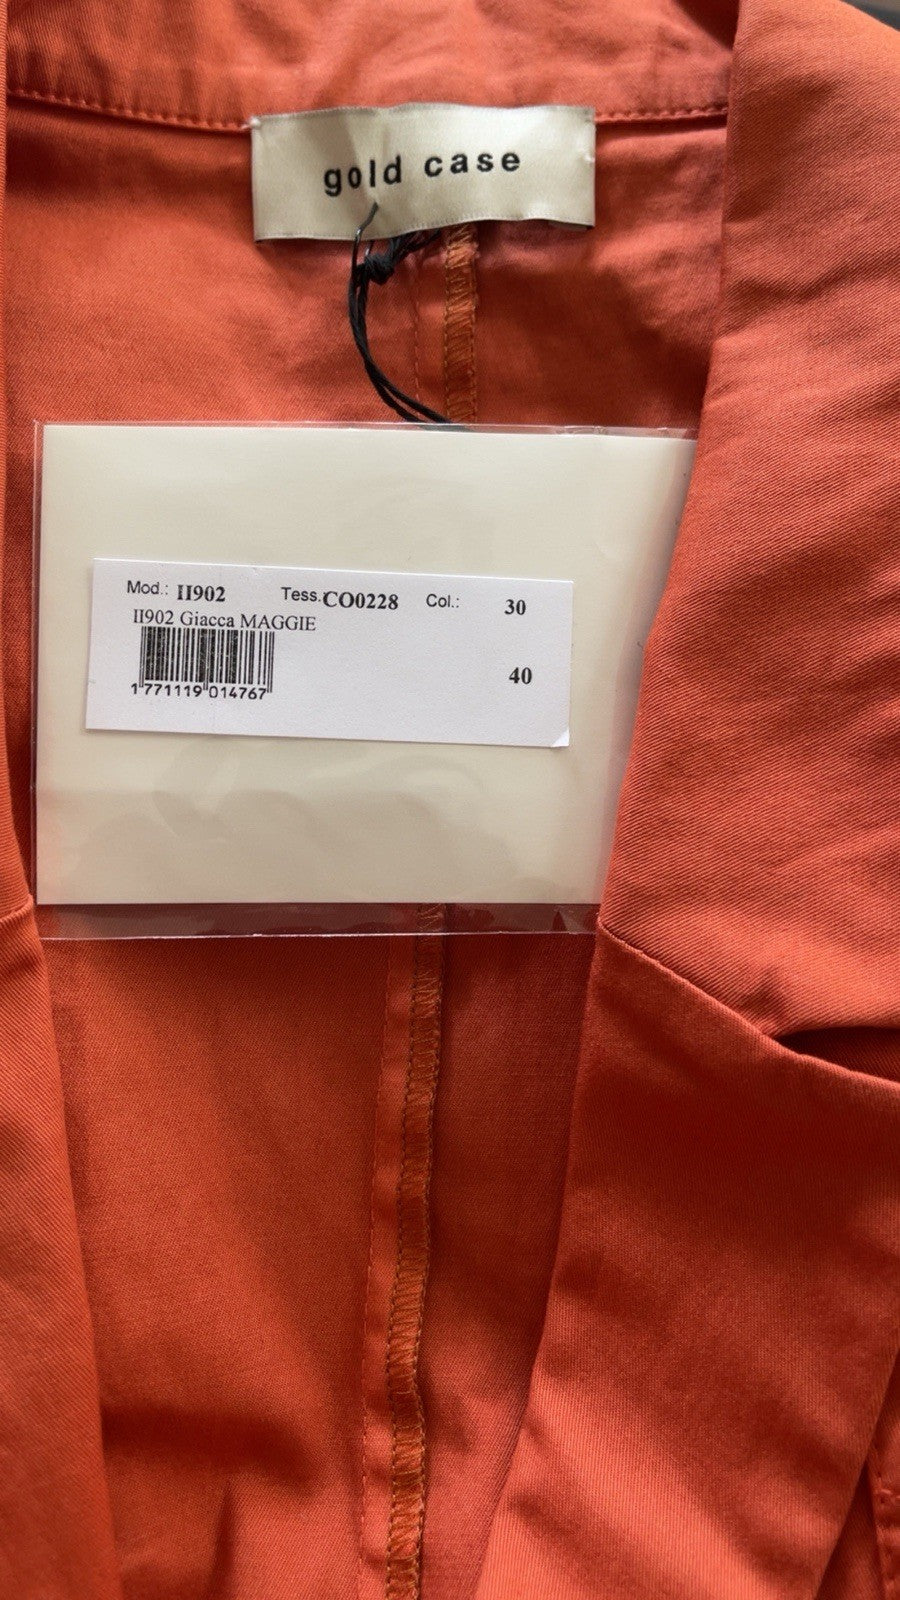 gold case
Mod.: II902 Tess. CO0228 Col.: 30
II902 Giacca MAGGIE
40
1 771119 014767